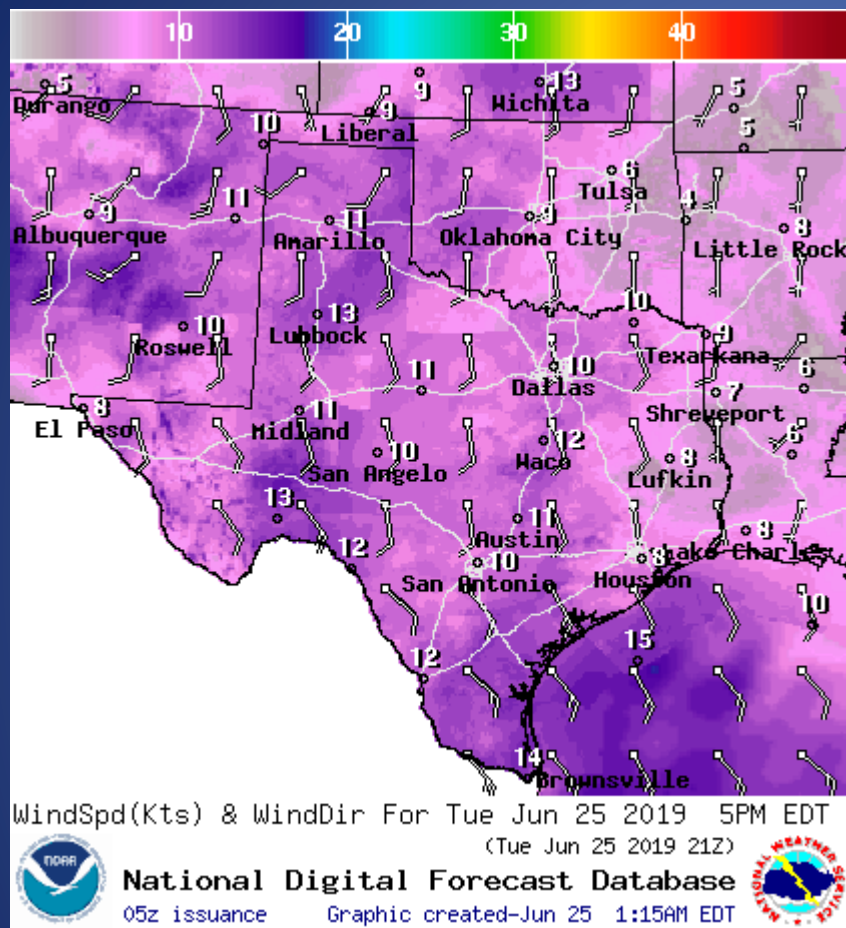 10 20 30 40
5 9 13 5
Durango Wichita
9
Liberal
10 5
6
Tulsa
9 11 11 9 4 8
Albuquerque Amarillo Oklahoma City Little Rock
10 13 10
Roswell Lubbock 9
Texarkana
11 10 6
Dallas
8 11 7
El Paso Midland Shreveport
10 12 6
San Angelo Waco 8
Lufkin
13 11 8
Austin Lake Charles
12 10 8
San Antonio Houston
10
15
12
14
Brownsville
WindSpd(Kts) & WindDir For Tue Jun 25 2019 5PM EDT
(Tue Jun 25 2019 21Z)
NOAA
National Digital Forecast Database
05z issuance Graphic created-Jun 25 1:15AM EDT
NATIONAL WEATHER SERVICE